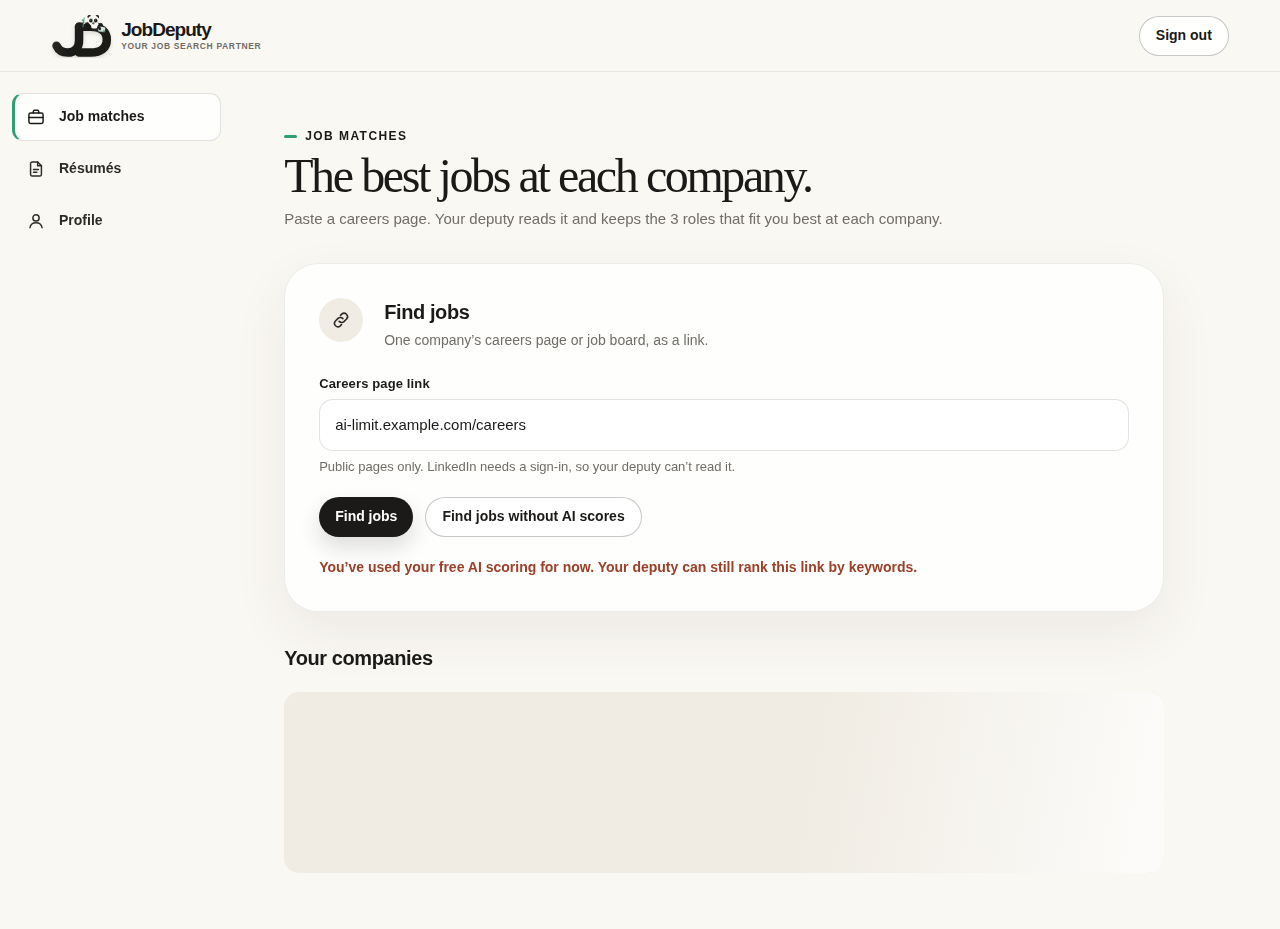 JobDeputy
YOUR JOB SEARCH PARTNER
Sign out
Job matches
Résumés
Profile
JOB MATCHES
The best jobs at each company.
Paste a careers page. Your deputy reads it and keeps the 3 roles that fit you best at each company.
Find jobs
One company’s careers page or job board, as a link.
Careers page link
ai-limit.example.com/careers
Public pages only. LinkedIn needs a sign-in, so your deputy can’t read it.
Find jobs
Find jobs without AI scores
You’ve used your free AI scoring for now. Your deputy can still rank this link by keywords.
Your companies